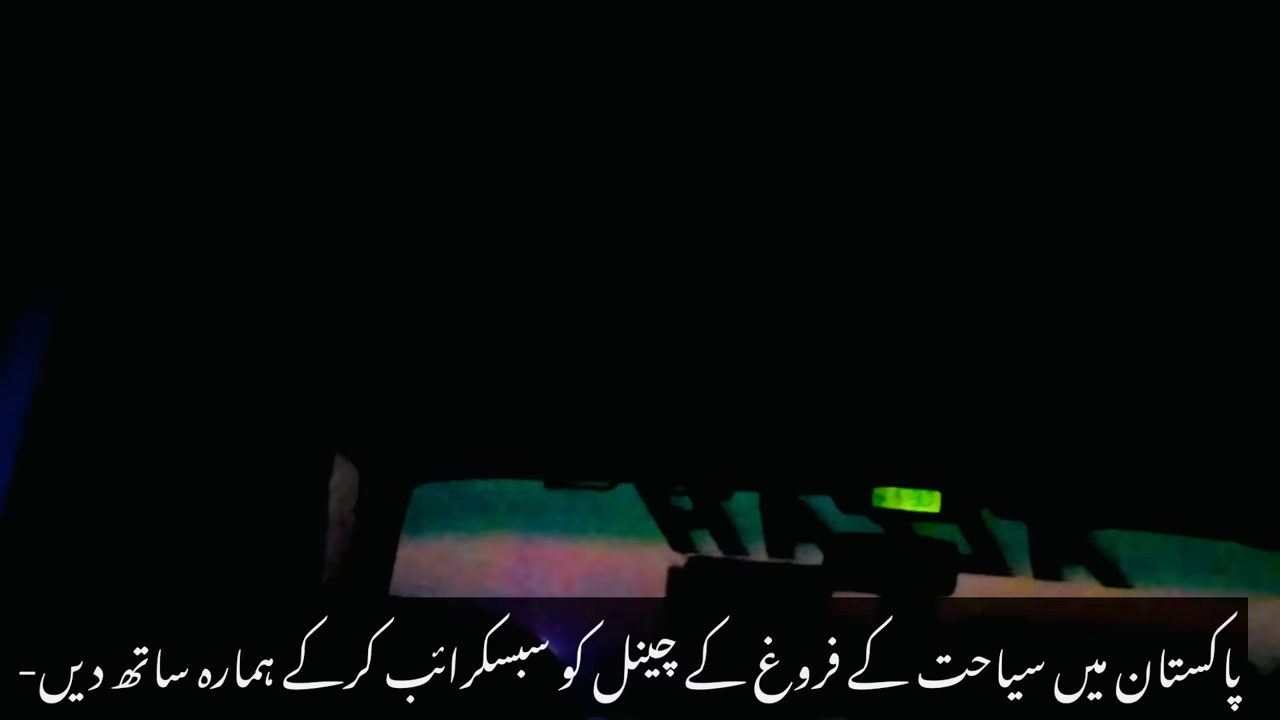 پاکستان میں سیاحت کے فروغ کے چینل کو سبسکرائب کرکے ہمارہ ساتھ دیں-